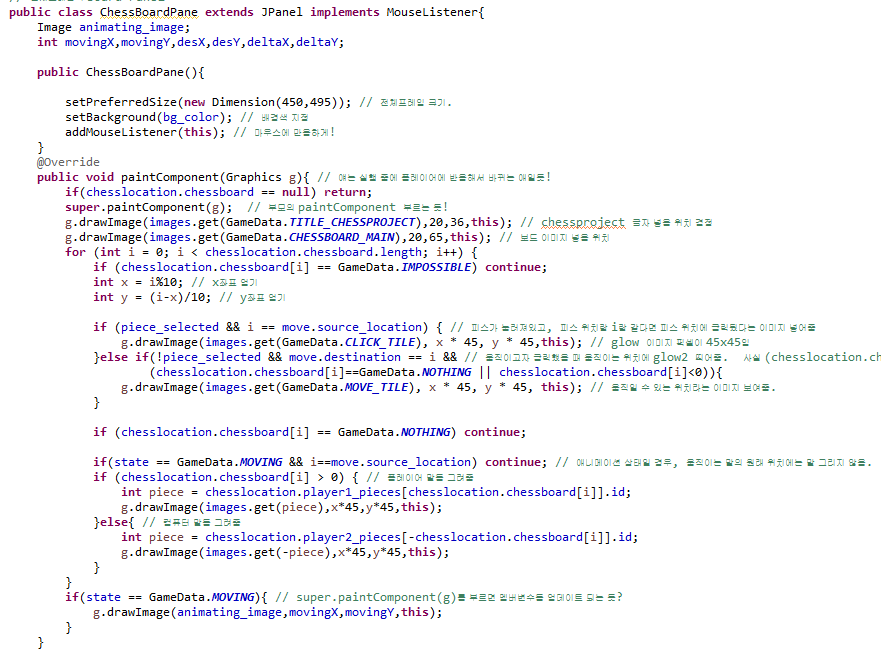 public class ChessBoardPane extends JPanel implements MouseListener{
Image animating_image;
int movingX,movingY,desX,desY,deltaX,deltaY;
public ChessBoardPane(){
setPreferredSize(new Dimension(450,495)); // 전체프레임 크기.
setBackground(bg_color); // 배경색 지정
addMouseListener(this); // 마우스에 반응하게!
}
@Override
public void paintComponent(Graphics g){ // 얘는 실행 중에 플레이어에 반응해서 바뀌는 애일듯!
if(chesslocation.chessboard == null) return;
super.paintComponent(g); // 부모의 paintComponent 부르는 듯!
g.drawImage(images.get(GameData.TITLE_CHESSPROJECT),20,36,this); // chessproject 글자 넣을 위치 결정
g.drawImage(images.get(GameData.CHESSBOARD_MAIN),20,65,this); // 보드 이미지 넣을 위치
for (int i = 0; i < chesslocation.chessboard.length; i++) {
if (chesslocation.chessboard[i] == GameData.IMPOSSIBLE) continue;
int x = i%10; // x좌표 얻기
int y = (i-x)/10; // y좌표 얻기
if (piece_selected && i == move.source_location) { // 피스가 눌려져있고, 피스 위치랑 i랑 같다면 피스 위치에 클릭됐다는 이미지 넣어줌
g.drawImage(images.get(GameData.CLICK_TILE), x * 45, y * 45,this); // glow 이미지 픽셀이 45x45임
}else if(!piece_selected && move.destination == i && // 움직이고자 클릭했을 때 움직이는 위치에 glow2 띄어줌. 사실 (chesslocation.ch
(chesslocation.chessboard[i]==GameData.NOTHING || chesslocation.chessboard[i]<0)){
g.drawImage(images.get(GameData.MOVE_TILE), x * 45, y * 45, this); // 움직일 수 있는 위치라는 이미지 보여줌.
}
if (chesslocation.chessboard[i] == GameData.NOTHING) continue;
if(state == GameData.MOVING && i==move.source_location) continue; // 애니메이션 상태일 경우, 움직이는 말의 원래 위치에는 말 그리지 않음.
if (chesslocation.chessboard[i] > 0) { // 플레이어 말을 그려줌
int piece = chesslocation.player1_pieces[chesslocation.chessboard[i]].id;
g.drawImage(images.get(piece),x*45,y*45,this);
}else{ // 컴퓨터 말을 그려줌
int piece = chesslocation.player2_pieces[-chesslocation.chessboard[i]].id;
g.drawImage(images.get(-piece),x*45,y*45,this);
}
}
if(state == GameData.MOVING){ // super.paintComponent(g)를 부르면 멤버변수들 업데이트 되는 듯?
g.drawImage(animating_image,movingX,movingY,this);
}
}